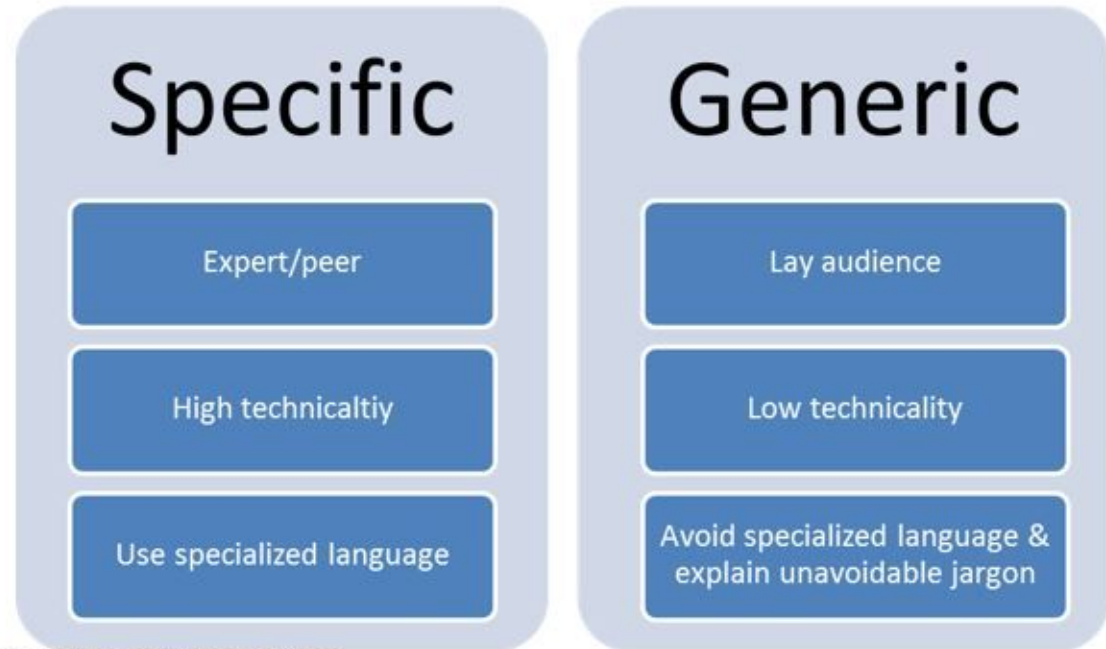 Specific
Expert/peer
High technicaltiy
Use specialized language
Generic
Lay audience
Low technicality
Avoid specialized language &
explain unavoidable jargon